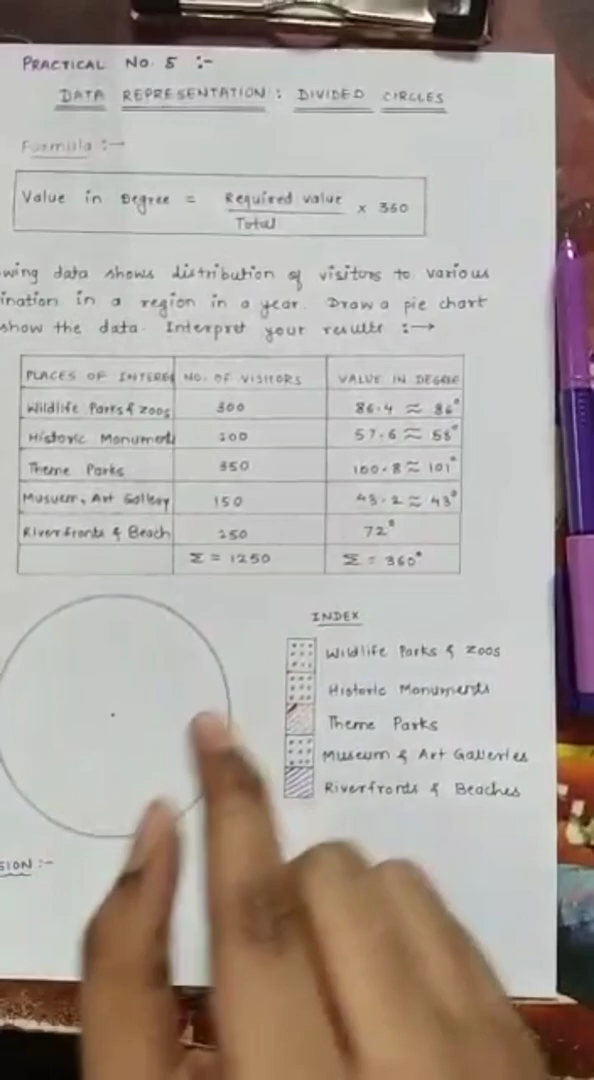 PRACTICAL No. 5 :-
DATA REPRESENTATION : DIVIDED CIRCLES
Formula :→
Value in Degree = Required value / Total × 360
wing data shows distribution of visitors to various
ination in a region in a year. Draw a pie chart
show the data. Interpret your results :→
PLACES OF INTERES NO. OF VISITORS VALUE IN DEGREE
Wildlife Parks & Zoos 300 86.4 ≈ 86°
Historic Monument 200 57.6 ≈ 58°
Theme Parks 350 100.8 ≈ 101°
Musuem, Art Gallery 150 43.2 ≈ 43°
Riverfronts & Beach 250 72°
Σ = 1250 Σ = 360°
INDEX
Wildlife Parks & Zoos
Historic Monuments
Theme Parks
Museum & Art Galleries
Riverfronts & Beaches
SION :-